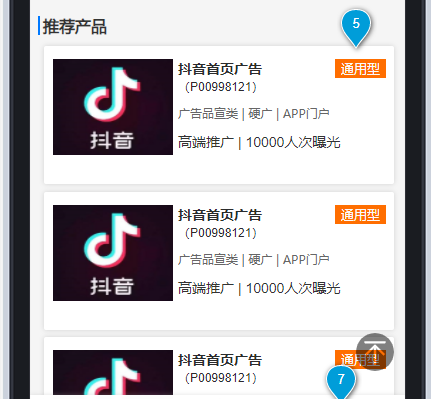 推荐产品
5
抖音首页广告
通用型
（P00998121）
广告品宣类 | 硬广 | APP门户
高端推广 | 10000人次曝光
抖音
抖音首页广告
通用型
（P00998121）
广告品宣类 | 硬广 | APP门户
高端推广 | 10000人次曝光
抖音
抖音首页广告
通用型
（P00998121）
7